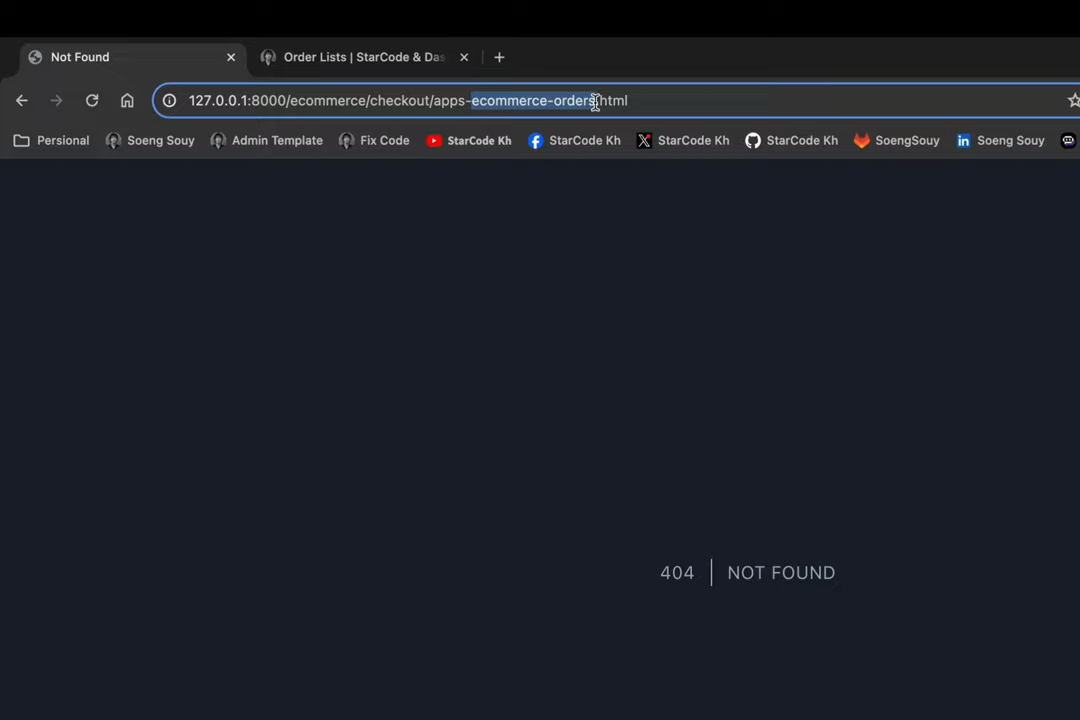 Not Found
Order Lists | StarCode & Das
127.0.0.1:8000/ecommerce/checkout/apps-ecommerce-orders.html
Persional Soeng Souy Admin Template Fix Code StarCode Kh StarCode Kh StarCode Kh StarCode Kh SoengSouy Soeng Souy
404 | NOT FOUND